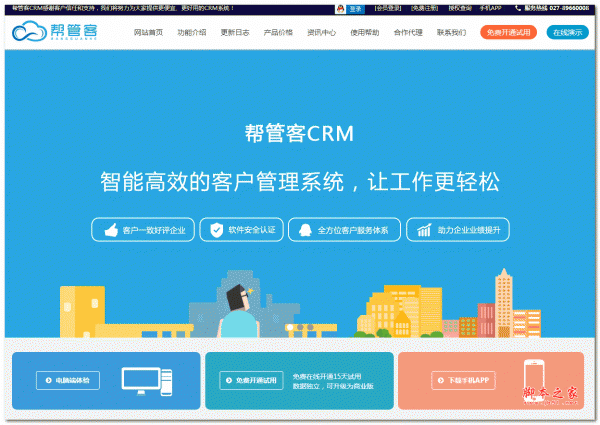 帮管客CRM感谢客户信任和支持，我们将努力为大家提供更便宜、更好用的CRM系统！ 登录 [会员登录] [免费注册] 授权查询 手机APP 服务热线 027-89660008
帮管客
BANGGUANKE
网站首页 功能介绍 更新日志 产品价格 资讯中心 使用帮助 合作代理 联系我们 免费开通试用 在线演示
帮管客CRM
智能高效的客户管理系统，让工作更轻松
客户一致好评企业 软件安全认证 全方位客户服务体系 助力企业业绩提升
电脑端体验
免费开通试用
免费在线开通15天试用
数据独立，可升级为商业版
下载手机APP
脚本之家